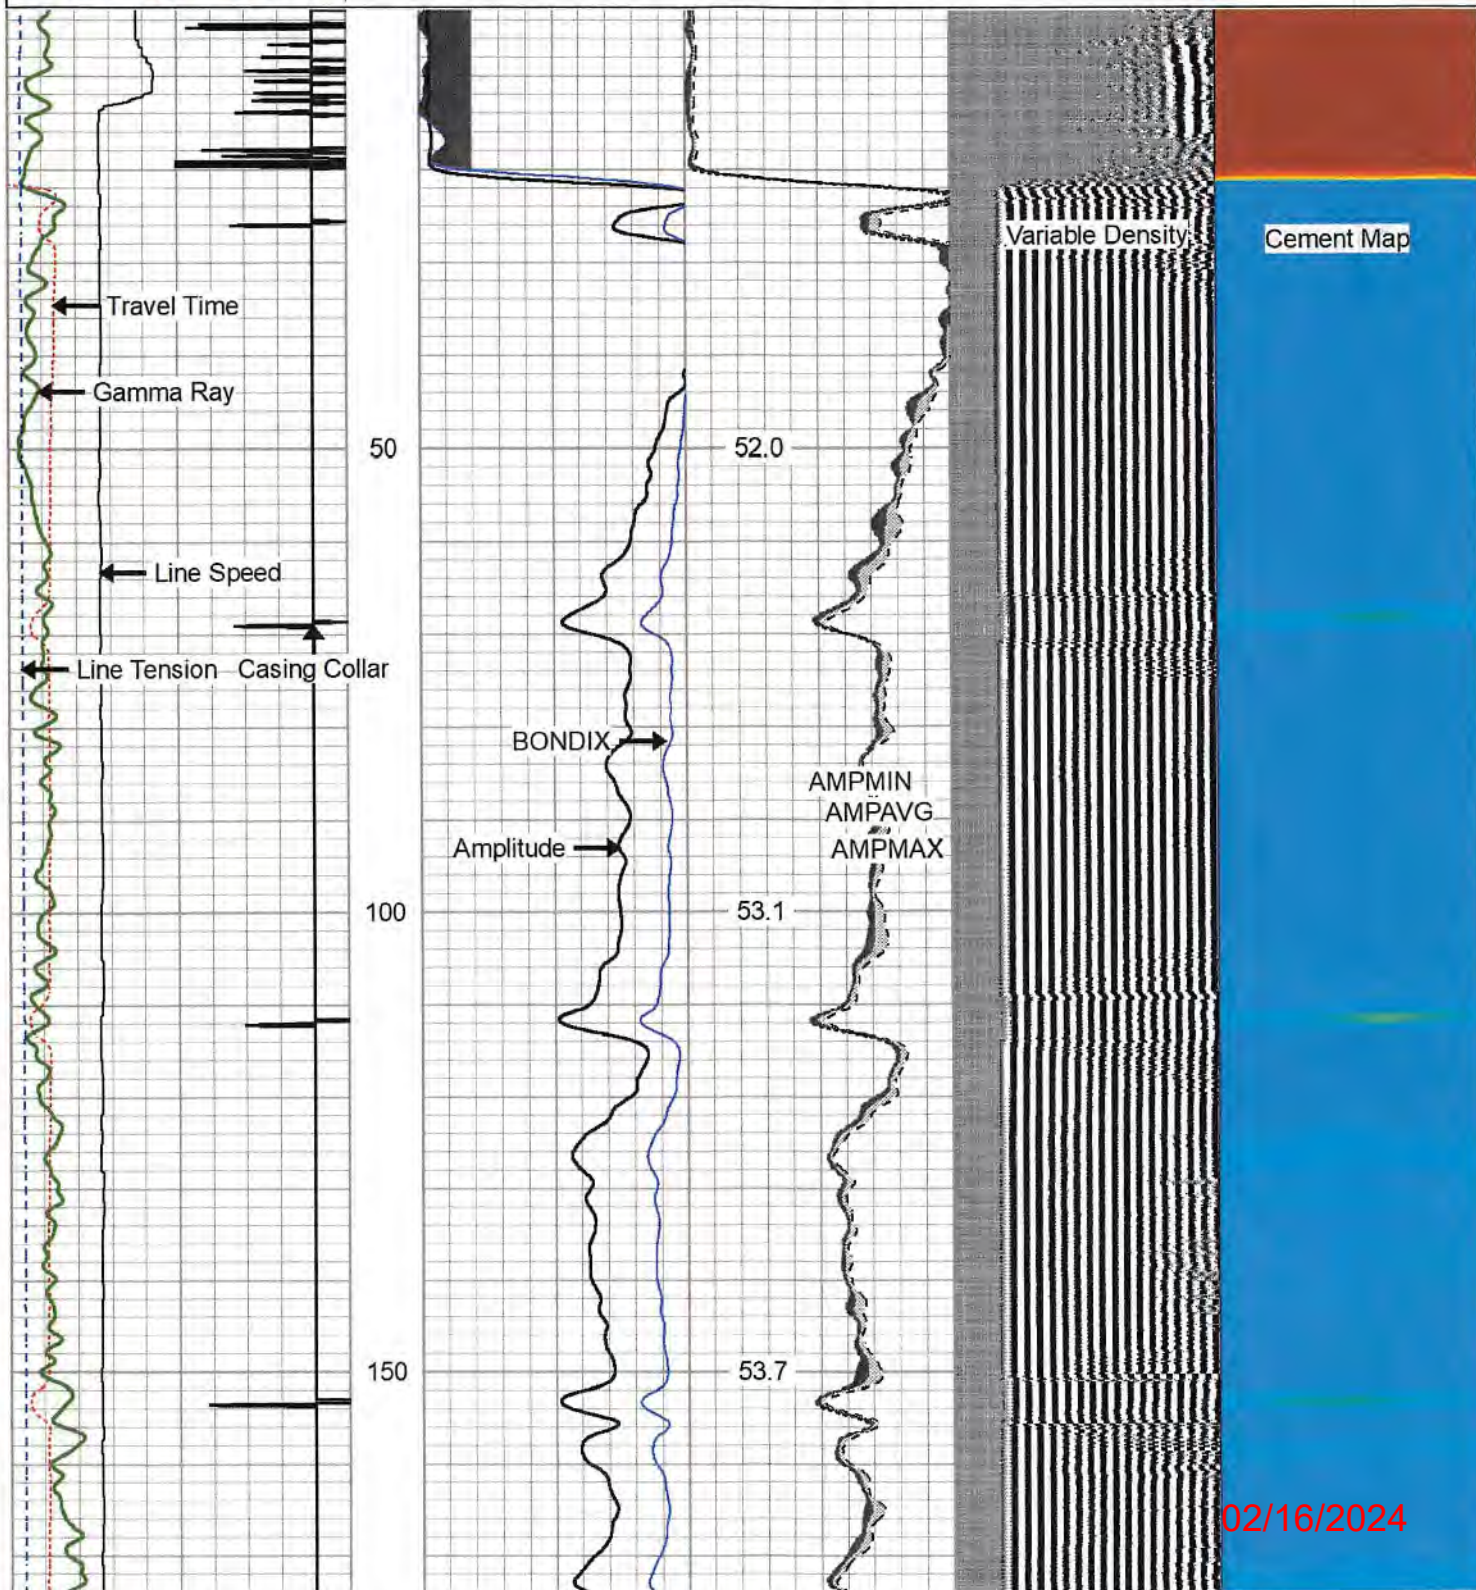 Variable Density
Cement Map
Travel Time
Gamma Ray
50
52.0
Line Speed
Line Tension
Casing Collar
BONDIX
AMPMIN
AMPAVG
Amplitude
AMPMAX
100
53.1
150
53.7
02/16/2024